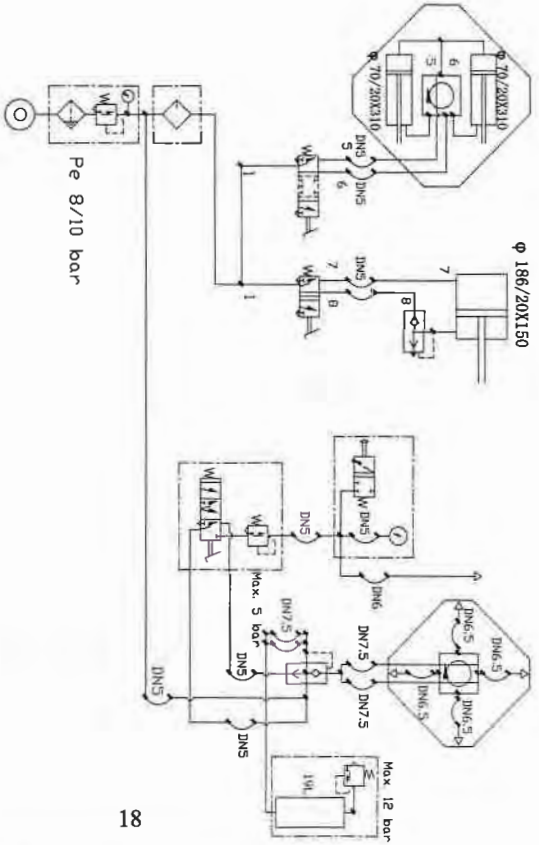 φ 70/20X310
φ 70/20X310
5
6
φ 186/20X150
DN5
DN5
5
6
DN5
7
8
7
8
1
1
Pe 8/10 bar
DN5
DN5
DN6
Max. 5 bar
DN7.5
DN5
DN7.5
DN7.5
DN6.5
DN6.5
DN6.5
DN6.5
DN5
DN5
19L
Max 12 bar
18